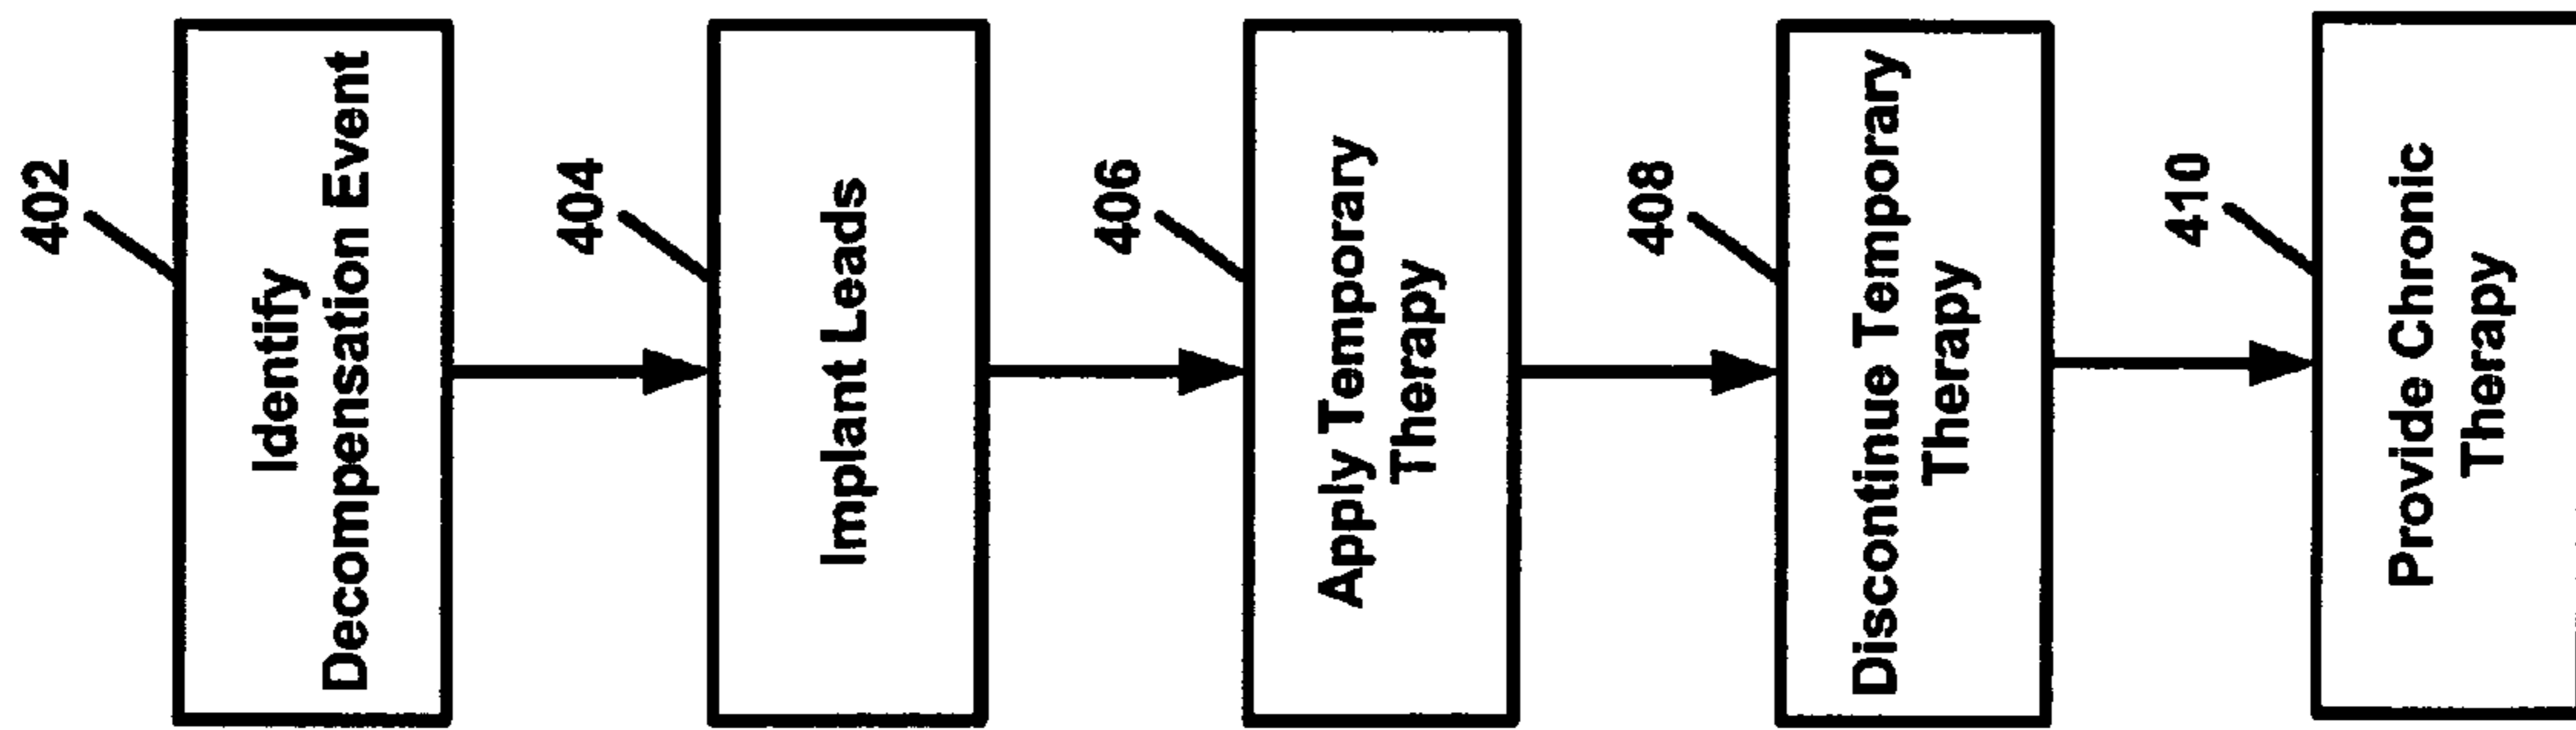 402
Identify
Decompensation Event
404
Implant Leads
406
Apply Temporary
Therapy
408
Discontinue Temporary
Therapy
410
Provide Chronic
Therapy